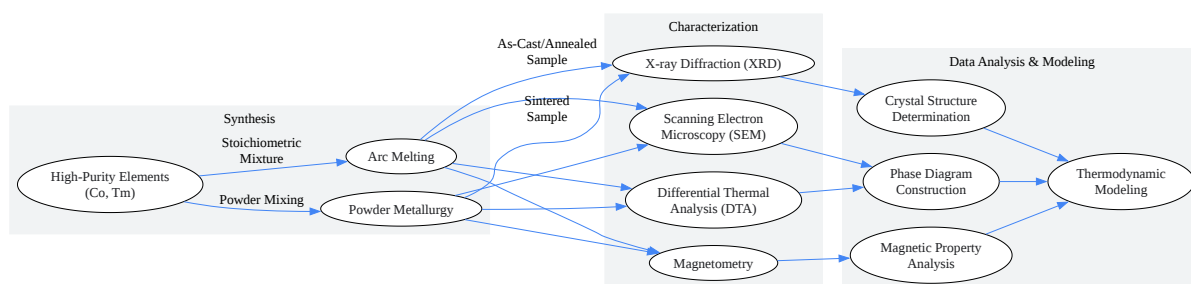 Synthesis
High-Purity Elements
(Co, Tm)
Stoichiometric
Mixture
Powder Mixing
Arc Melting
Powder Metallurgy
As-Cast/Annealed
Sample
Sintered
Sample
Characterization
X-ray Diffraction (XRD)
Scanning Electron
Microscopy (SEM)
Differential Thermal
Analysis (DTA)
Magnetometry
Data Analysis & Modeling
Crystal Structure
Determination
Phase Diagram
Construction
Magnetic Property
Analysis
Thermodynamic
Modeling